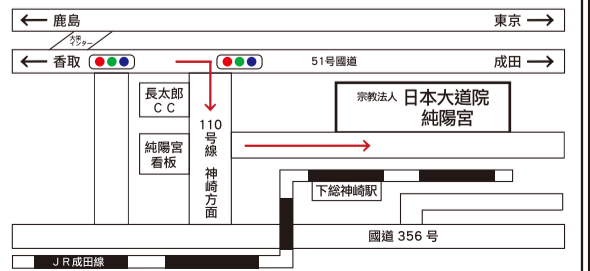 鹿島
東京
大栄
インター
香取
51号國道
成田
長太郎
CC
宗教法人 日本大道院
純陽宮
110号線 神崎方面
純陽宮
看板
下総神崎駅
國道 356 号
JR成田線